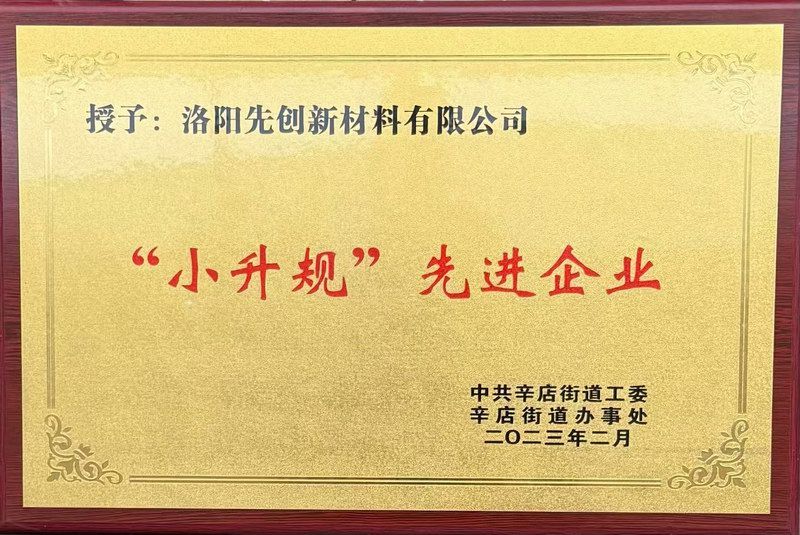 授予：洛阳先创新材料有限公司
“小升规”先进企业
中共辛店街道工委
辛店街道办事处
二〇二三年二月